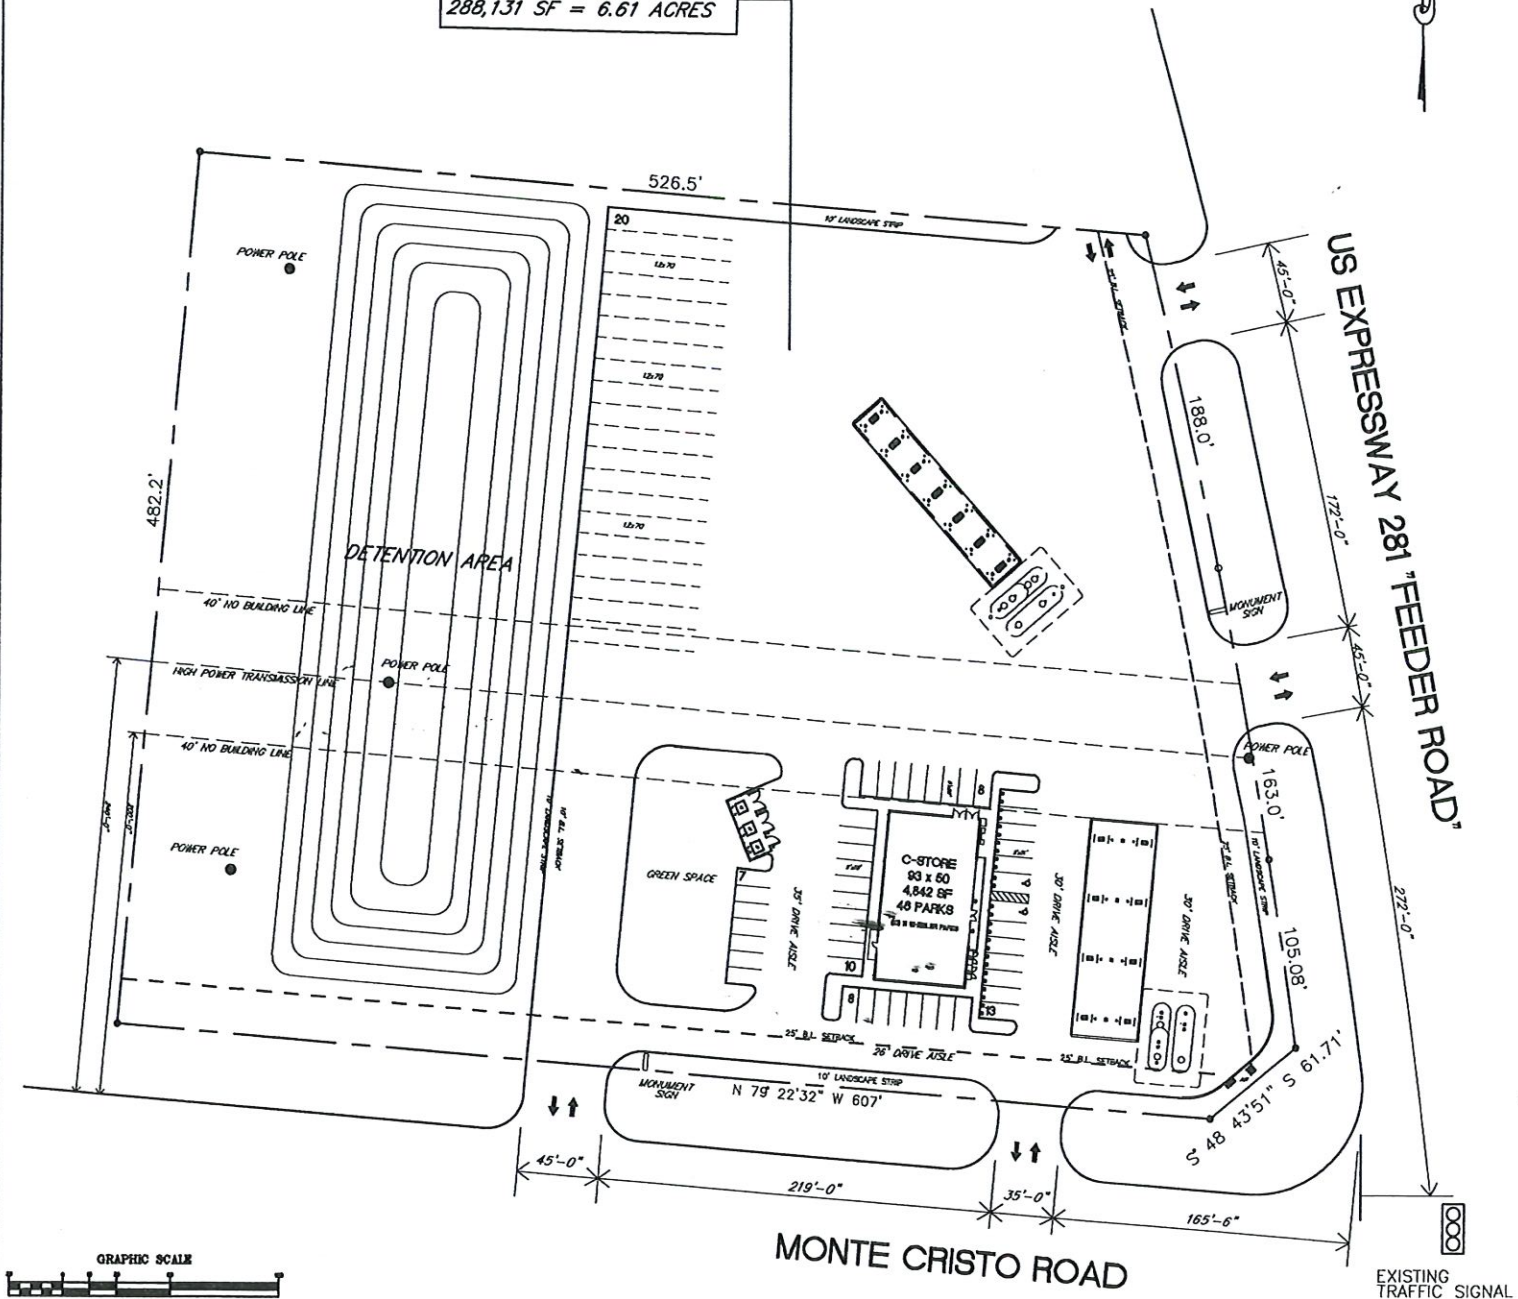 288,131 SF = 6.61 ACRES
526.5'
10' LANDSCAPE STRIP
20
POWER POLE
12x70
12x70
12x70
45'-0"
188.0'
172'-0"
US EXPRESSWAY 281 "FEEDER ROAD"
482.2'
DETENTION AREA
40' NO BUILDING LINE
HIGH POWER TRANSMISSION LINE
POWER POLE
40' NO BUILDING LINE
MONUMENT
SIGN
45'-0"
POWER POLE
163.0'
POWER POLE
GREEN SPACE
7
35' DRIVE AISLE
8
C-STORE
93 x 50
4,842 SF
48 PARKS
9
9
10
8
13
30' DRIVE AISLE
30' DRIVE AISLE
10' LANDSCAPE STRIP
105.08'
272'-0"
25' B.L. SETBACK
26' DRIVE AISLE
25' B.L. SETBACK
10' LANDSCAPE STRIP
MONUMENT
SIGN
N 79 22'32" W 607'
S 48 43'51" S 61.71'
45'-0"
219'-0"
35'-0"
165'-6"
MONTE CRISTO ROAD
GRAPHIC SCALE
EXISTING
TRAFFIC SIGNAL